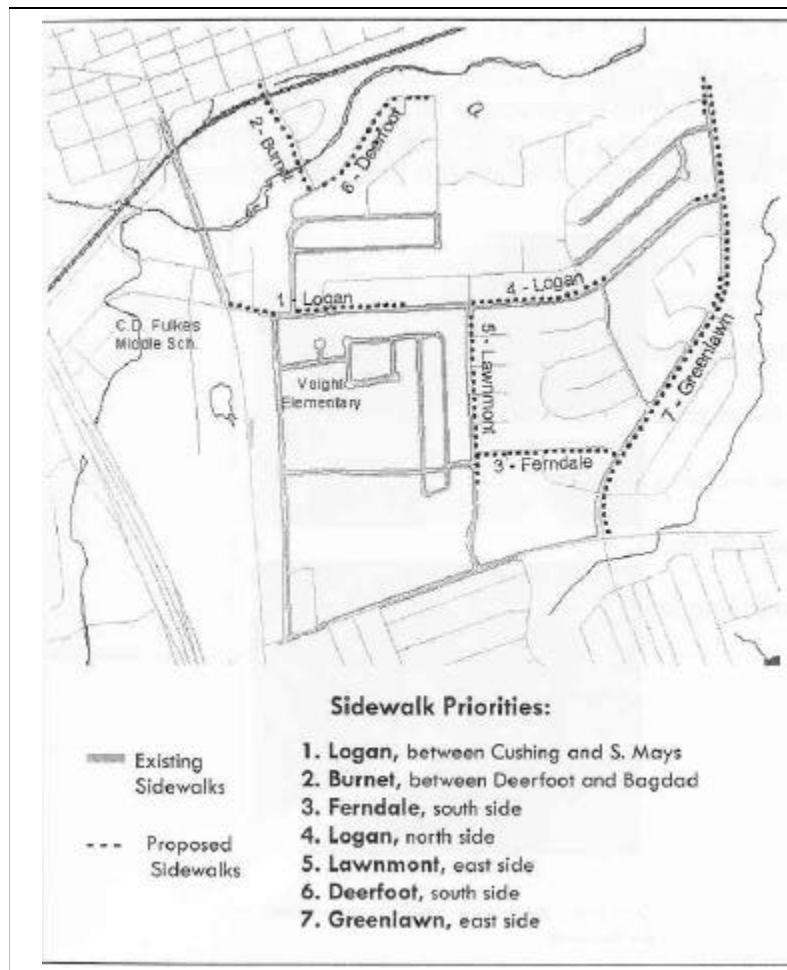 2- Burnet
6 - Deerfoot
1 - Logan
4 - Logan
C.D. Fulkes
Middle Sch.
Voight
Elementary
5- Lawnmont
3 - Ferndale
7 - Greenlawn
Sidewalk Priorities:
Existing
Sidewalks
Proposed
Sidewalks
1. Logan, between Cushing and S. Mays
2. Burnet, between Deerfoot and Bagdad
3. Ferndale, south side
4. Logan, north side
5. Lawnmont, east side
6. Deerfoot, south side
7. Greenlawn, east side